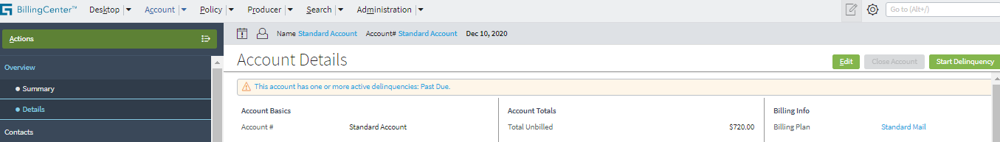 BillingCenter™ Desktop Account Policy Producer Search Administration Go to (Alt+/)
Actions
Name Standard Account Account# Standard Account Dec 10, 2020
Account Details
Edit Close Account Start Delinquency
Overview
Summary
Details
Contacts
This account has one or more active delinquencies: Past Due.
Account Basics
Account # Standard Account
Account Totals
Total Unbilled $720.00
Billing Info
Billing Plan Standard Mail